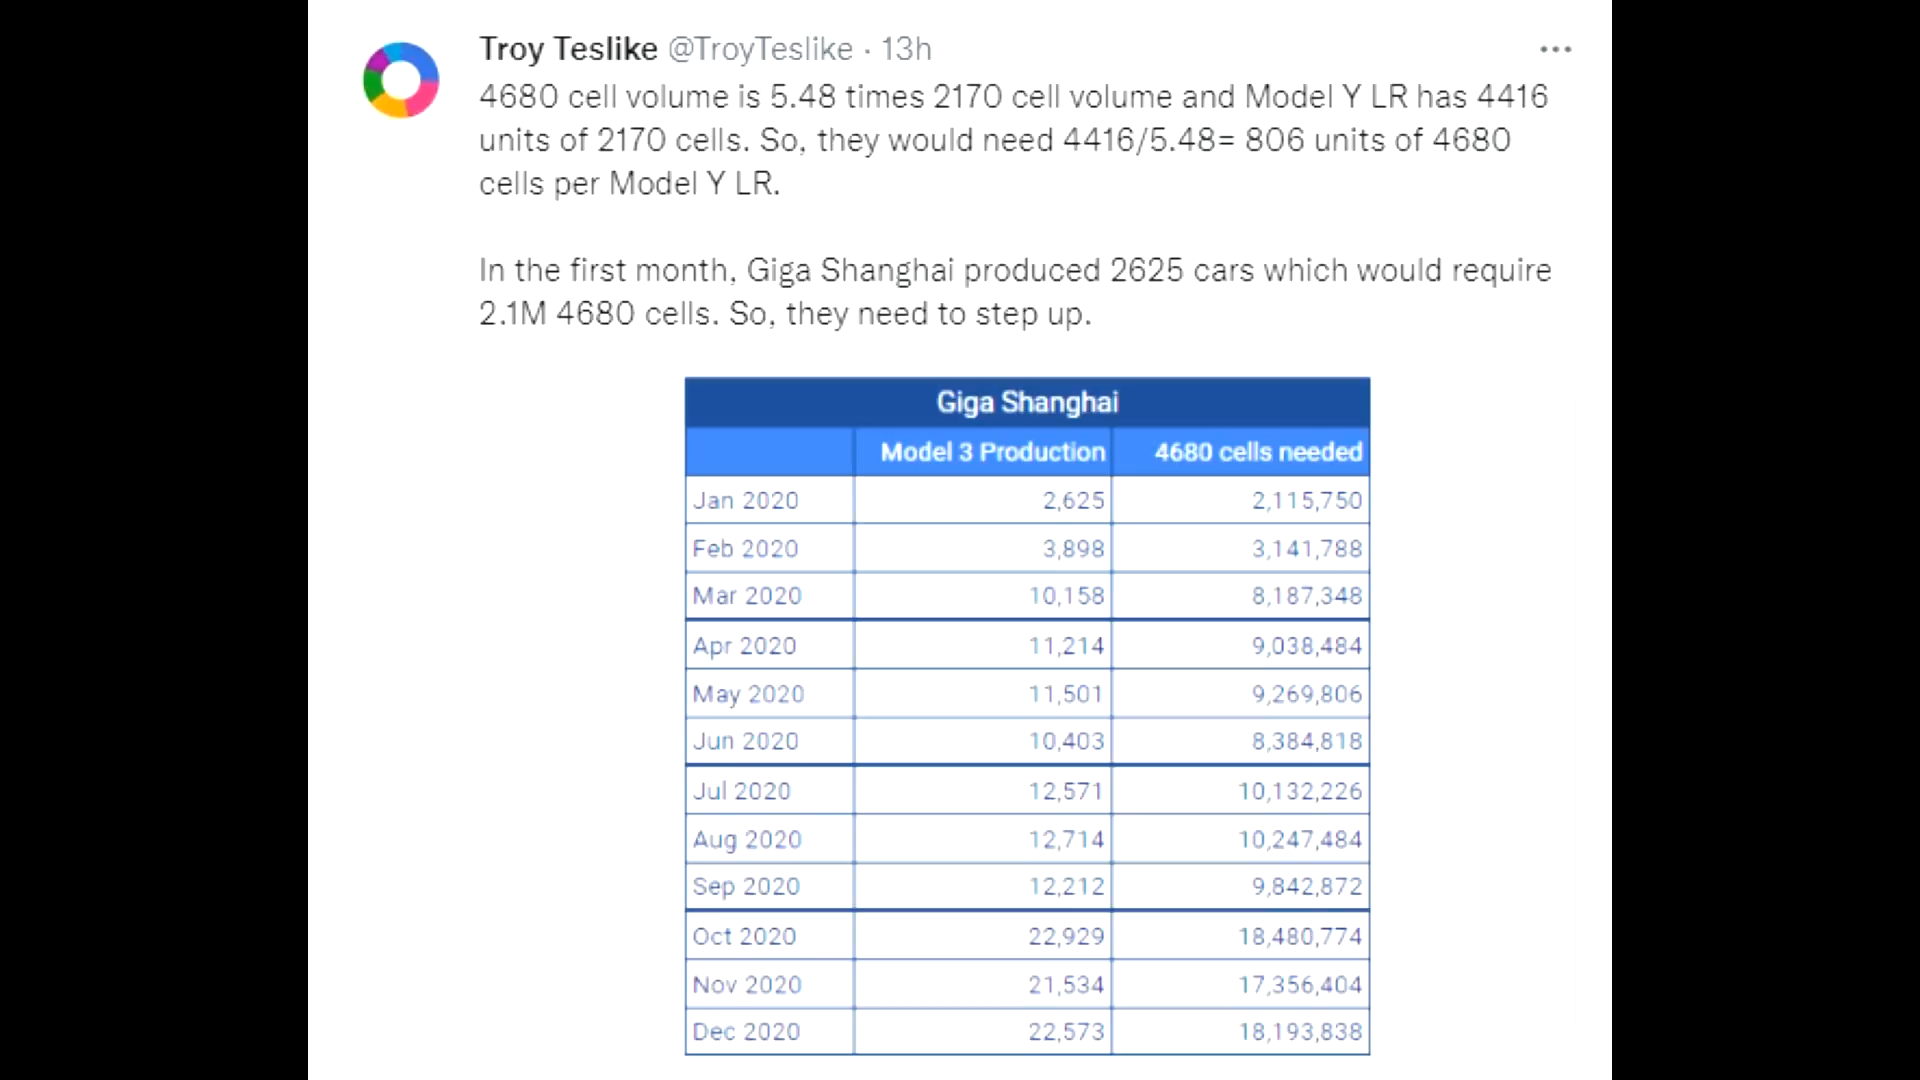 Troy Teslike @TroyTeslike · 13h
4680 cell volume is 5.48 times 2170 cell volume and Model Y LR has 4416
units of 2170 cells. So, they would need 4416/5.48= 806 units of 4680
cells per Model Y LR.
In the first month, Giga Shanghai produced 2625 cars which would require
2.1M 4680 cells. So, they need to step up.
Giga Shanghai
Model 3 Production 4680 cells needed
Jan 2020 2,625 2,115,750
Feb 2020 3,898 3,141,788
Mar 2020 10,158 8,187,348
Apr 2020 11,214 9,038,484
May 2020 11,501 9,269,806
Jun 2020 10,403 8,384,818
Jul 2020 12,571 10,132,226
Aug 2020 12,714 10,247,484
Sep 2020 12,212 9,842,872
Oct 2020 22,929 18,480,774
Nov 2020 21,534 17,356,404
Dec 2020 22,573 18,193,838